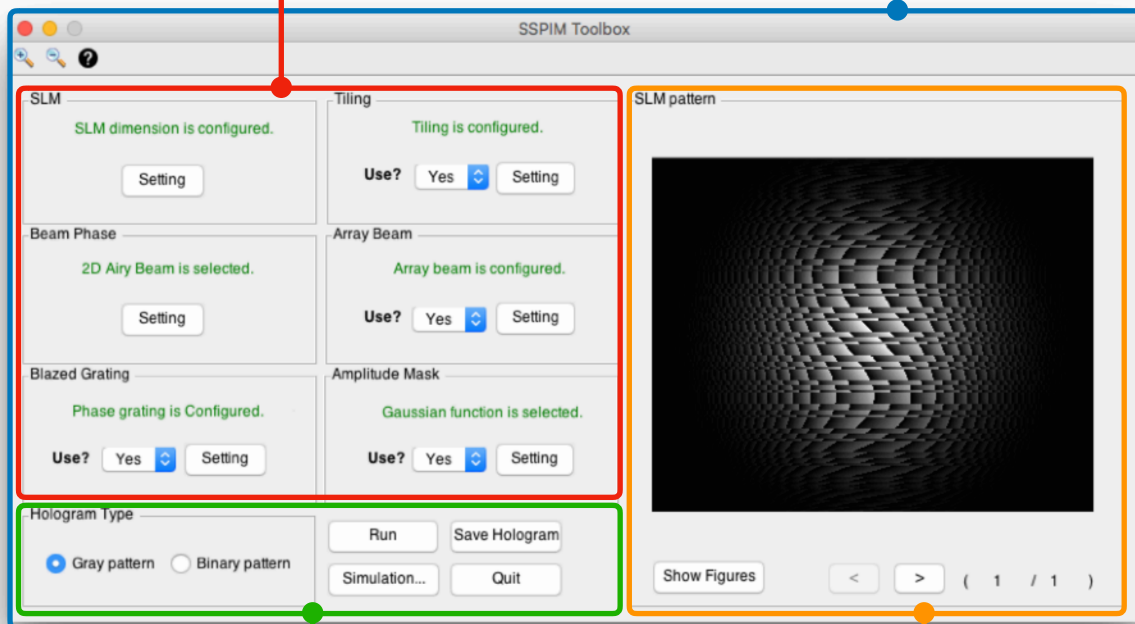 SSPIM Toolbox
SLM
SLM dimension is configured.
Setting
Tiling
Tiling is configured.
Use? Yes Setting
Beam Phase
2D Airy Beam is selected.
Setting
Array Beam
Array beam is configured.
Use? Yes Setting
Blazed Grating
Phase grating is Configured.
Use? Yes Setting
Amplitude Mask
Gaussian function is selected.
Use? Yes Setting
Hologram Type
Gray pattern Binary pattern
Run Save Hologram
Simulation... Quit
SLM pattern
Show Figures < > ( 1 / 1 )